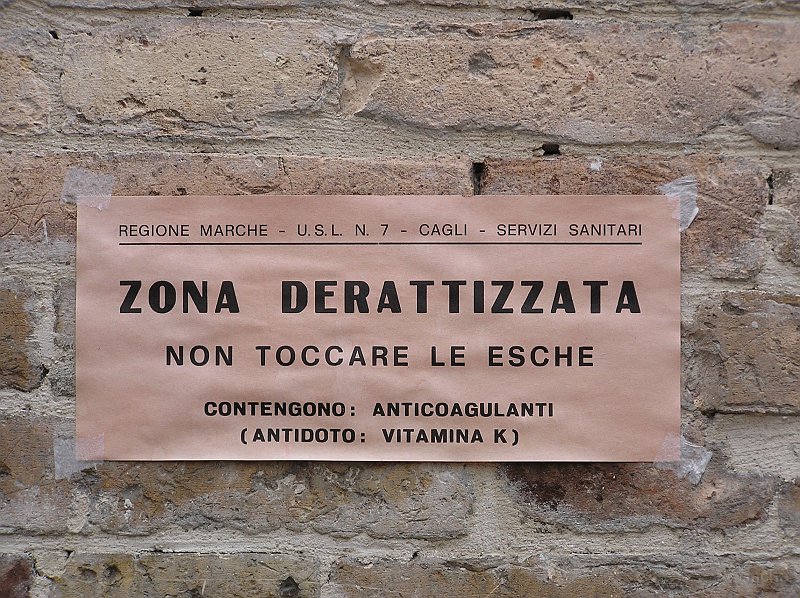 REGIONE MARCHE - U.S.L. N. 7 - CAGLI - SERVIZI SANITARI
ZONA DERATTIZZATA
NON TOCCARE LE ESCHE
CONTENGONO: ANTICOAGULANTI
(ANTIDOTO: VITAMINA K)